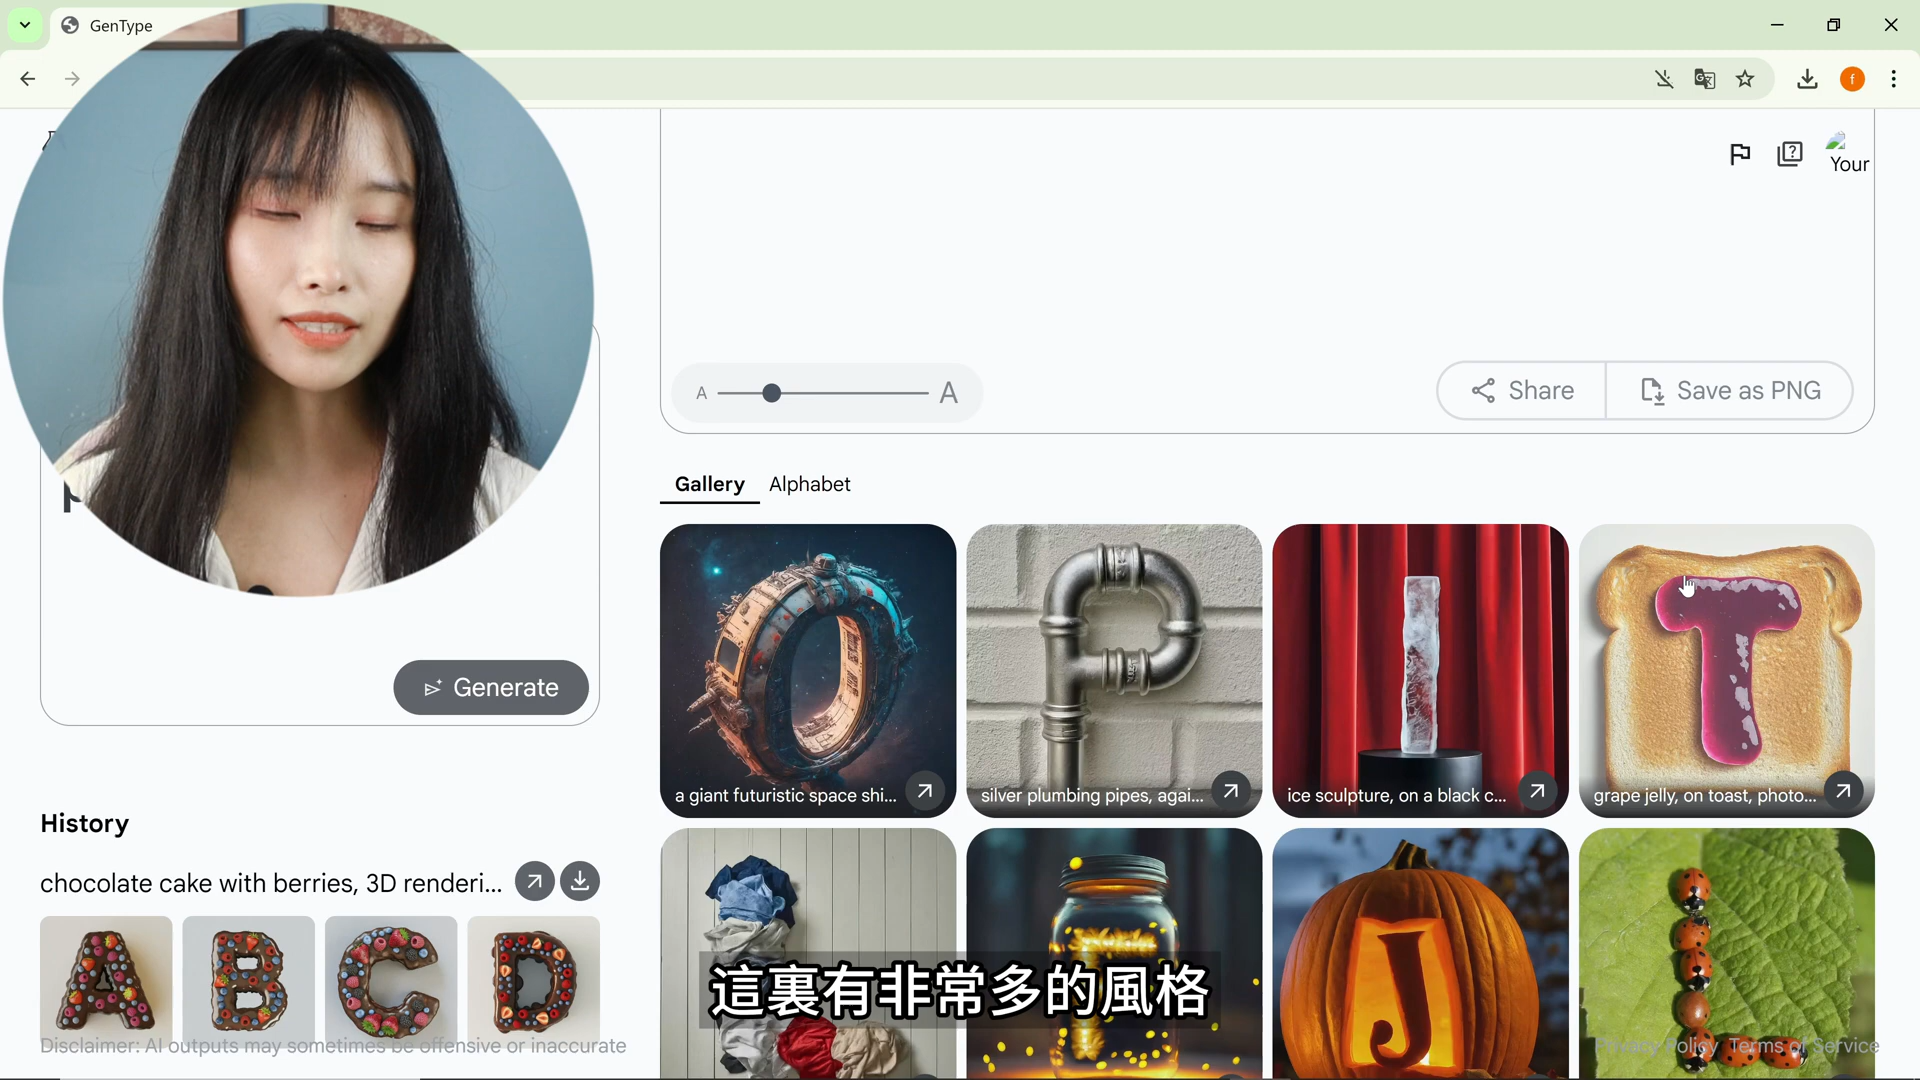 GenType
f
Your
A A
Share
Save as PNG
Gallery
Alphabet
p
Generate
a giant futuristic space shi...
silver plumbing pipes, agai...
ice sculpture, on a black c...
grape jelly, on toast, photo...
History
chocolate cake with berries, 3D renderi...
A B C D
J
這裏有非常多的風格
Disclaimer: AI outputs may sometimes be offensive or inaccurate
Privacy Policy
Terms of Service